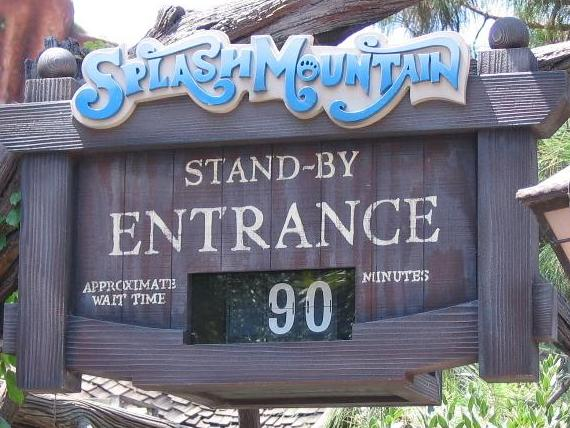 SPLASH MOUNTAIN
STAND-BY
ENTRANCE
APPROXIMATE
WAIT TIME
90
MINUTES